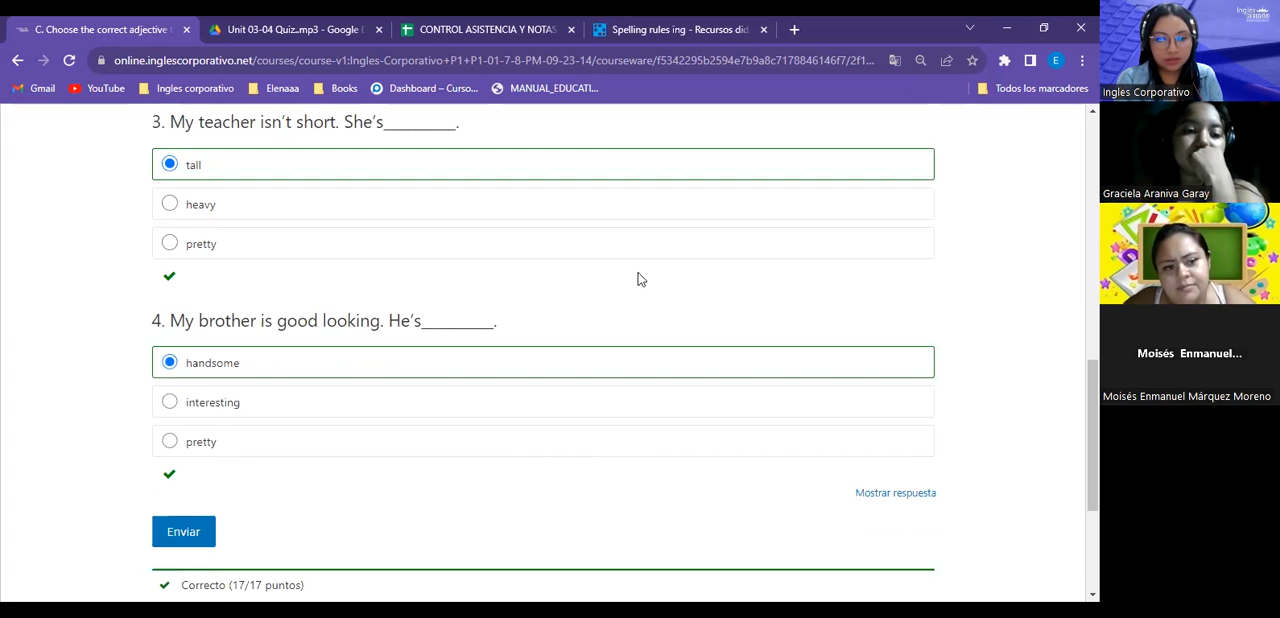 C. Choose the correct adjective t
Unit 03-04 Quiz.mp3 - Google D
CONTROL ASISTENCIA Y NOTAS
Spelling rules ing - Recursos did
online.inglescorporativo.net/courses/course-v1:Ingles-Corporativo+P1+P1-01-7-8-PM-09-23-14/courseware/f5342295b2594e7b9a8c7178846146f7/2f1...
E
Gmail
YouTube
Ingles corporativo
Elenaaa
Books
Dashboard – Curso...
MANUAL_EDUCATI...
Todos los marcadores
3. My teacher isn't short. She's_________.
tall
heavy
pretty
4. My brother is good looking. He's_________.
handsome
interesting
pretty
Mostrar respuesta
Enviar
Correcto (17/17 puntos)
Ingles Corporativo
Graciela Araniva Garay
Moisés Enmanuel...
Moisés Enmanuel Márquez Moreno